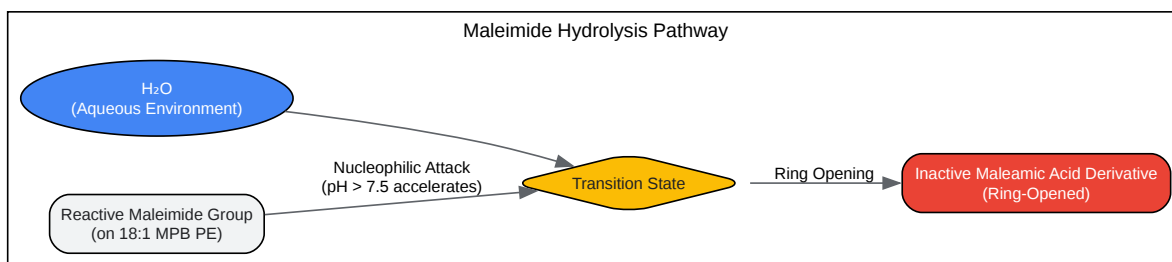 Maleimide Hydrolysis Pathway
H₂O
(Aqueous Environment)
Nucleophilic Attack
(pH > 7.5 accelerates)
Reactive Maleimide Group
(on 18:1 MPB PE)
Transition State
Ring Opening
Inactive Maleamic Acid Derivative
(Ring-Opened)